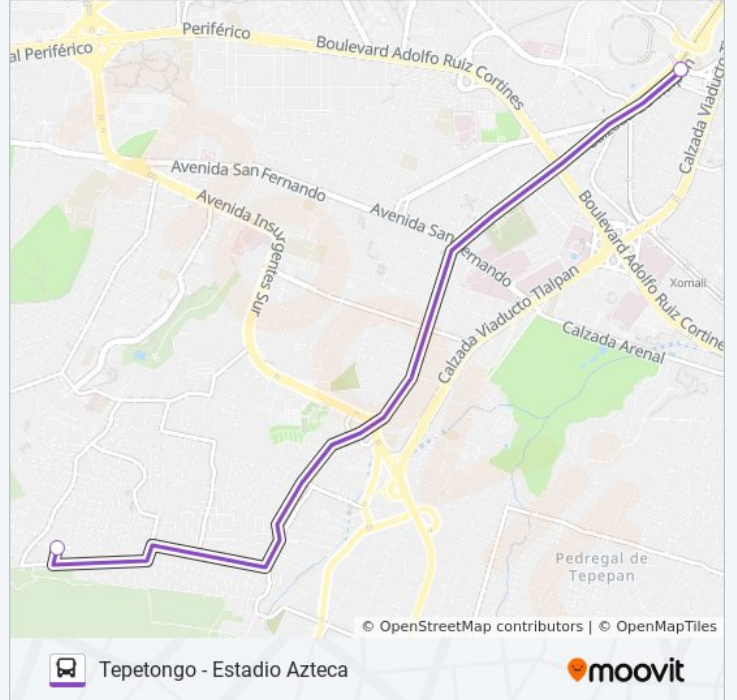 Periférico
al Periférico
Boulevard Adolfo Ruiz Cortines
Calzada Viaducto
Avenida San Fernando
Avenida Insurgentes Sur
Avenida San Fernando
Boulevard Adolfo Ruiz Cortine
Xomali
Calzada Viaducto Tlalpan
Calzada Arenal
Pedregal de
Tepepan
© OpenStreetMap contributors | © OpenMapTiles
Tepetongo - Estadio Azteca
moovit